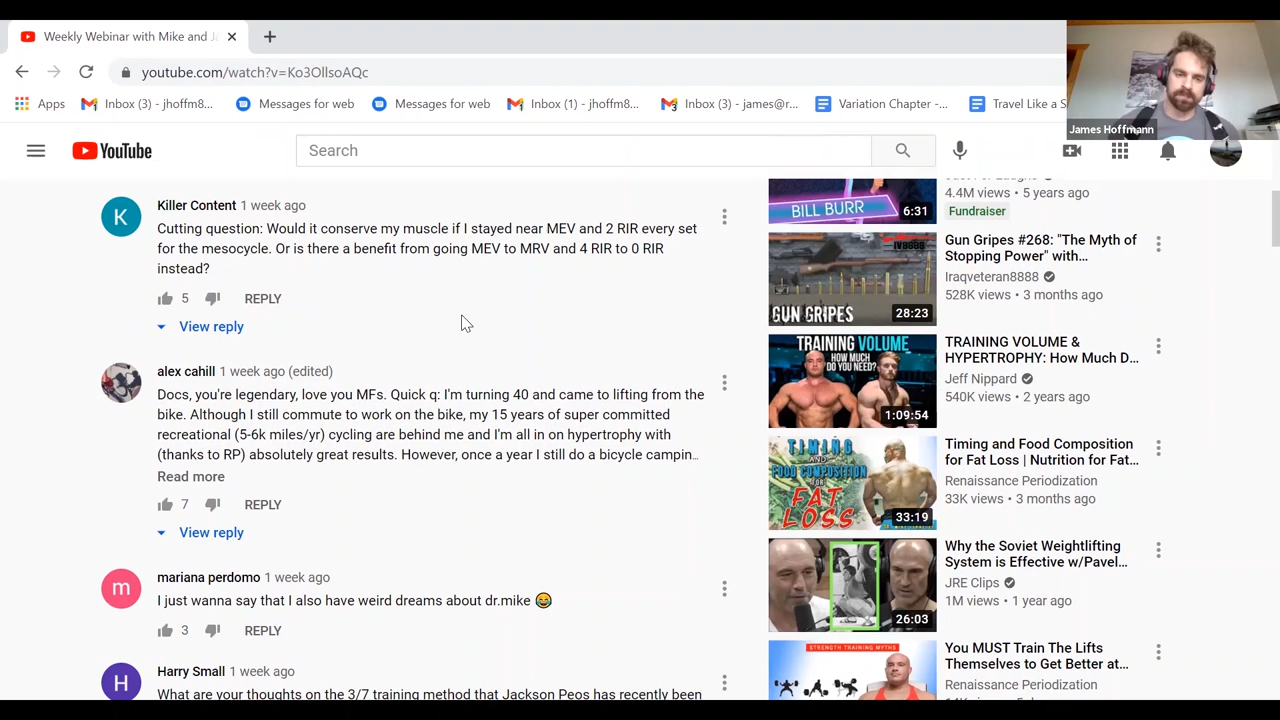 Weekly Webinar with Mike and J
youtube.com/watch?v=Ko3OllsoAQc
Apps
Inbox (3) - jhoffm8...
Messages for web
Messages for web
Inbox (1) - jhoffm8...
Inbox (3) - james@r...
Variation Chapter -...
Travel Like a S
James Hoffmann
YouTube
Search
K
Killer Content 1 week ago
Cutting question: Would it conserve my muscle if I stayed near MEV and 2 RIR every set
for the mesocycle. Or is there a benefit from going MEV to MRV and 4 RIR to 0 RIR
instead?
5 REPLY
View reply
alex cahill 1 week ago (edited)
Docs, you're legendary, love you MFs. Quick q: I'm turning 40 and came to lifting from the
bike. Although I still commute to work on the bike, my 15 years of super committed
recreational (5-6k miles/yr) cycling are behind me and I'm all in on hypertrophy with
(thanks to RP) absolutely great results. However, once a year I still do a bicycle campin...
Read more
7 REPLY
View reply
m
mariana perdomo 1 week ago
I just wanna say that I also have weird dreams about dr.mike 😂
3 REPLY
H
Harry Small 1 week ago
What are your thoughts on the 3/7 training method that Jackson Peos has recently been
BILL BURR
6:31
4.4M views • 5 years ago
Fundraiser
GUN GRIPES
28:23
Gun Gripes #268: "The Myth of
Stopping Power" with...
Iraqveteran8888
528K views • 3 months ago
TRAINING VOLUME
HOW MUCH
DO YOU NEED?
1:09:54
TRAINING VOLUME &
HYPERTROPHY: How Much D...
Jeff Nippard
540K views • 2 years ago
TIMING
AND
FOOD COMPOSITION
FOR
FAT
LOSS
33:19
Timing and Food Composition
for Fat Loss | Nutrition for Fat...
Renaissance Periodization
33K views • 3 months ago
26:03
Why the Soviet Weightlifting
System is Effective w/Pavel...
JRE Clips
1M views • 1 year ago
STRENGTH TRAINING MYTHS
You MUST Train The Lifts
Themselves to Get Better at...
Renaissance Periodization